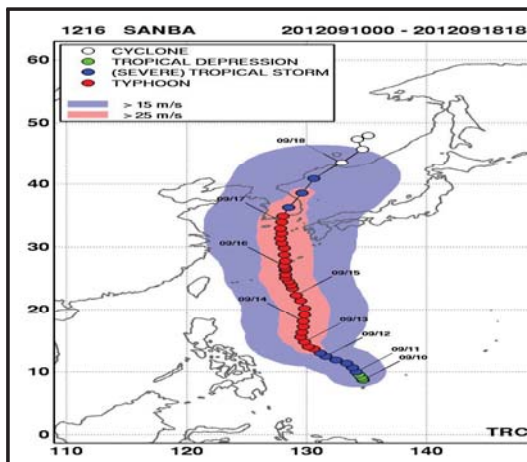 1216 SANBA 2012091000 - 2012091818
60
CYCLONE
TROPICAL DEPRESSION
(SEVERE) TROPICAL STORM
TYPHOON
> 15 m/s
> 25 m/s
50
09/18
40
09/17
30
09/16
09/15
20
09/14
09/13
09/12
10
09/11
09/10
0
TRC
110 120 130 140